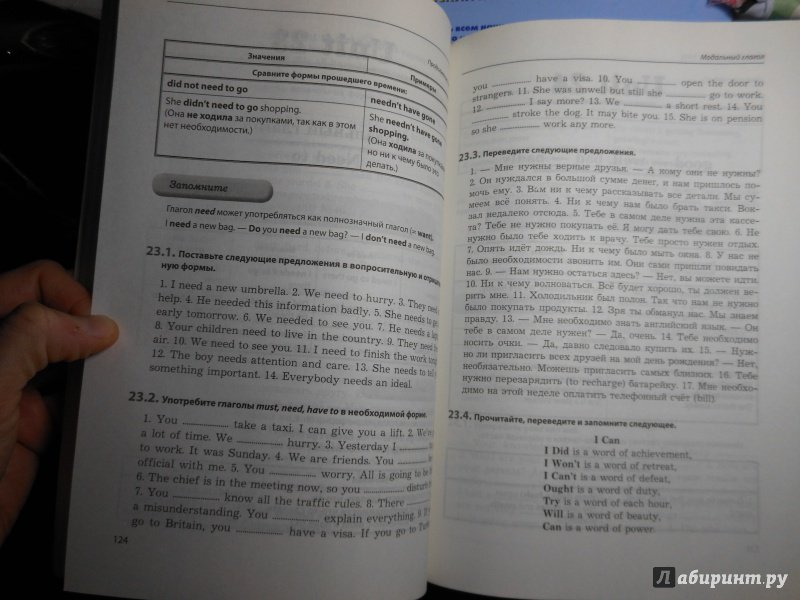 Значения
Примеры
Сравните формы прошедшего времени:
did not need to go
needn't have gone
She didn't need to go shopping.
(Она не ходила за покупками, так как в этом
нет необходимости.)
She needn't have gone
shopping.
(Она ходила за покупками,
но ни к чему было это
делать.)
Запомните
Глагол need может употребляться как полнозначный глагол (= want).
I need a new bag. — Do you need a new bag? — I don't need a new bag.
23.1. Поставьте следующие предложения в вопросительную и
ную формы.
1. I need a new umbrella. 2. We need to hurry. 3. They need
help. 4. He needed this information badly. 5. She needs to
early tomorrow. 6. We needed to see you. 7. He needs a
8. Your children need to live in the country. 9. They need
air. 10. We need to see you. 11. I need to finish the work
12. The boy needs attention and care. 13. She needs to tell
something important. 14. Everybody needs an ideal.
23.2. Употребите глаголы must, need, have to в необходимой форме.
1. You ............ take a taxi. I can give you a lift. 2.
a lot of time. We ............ hurry. 3. Yesterday I ............
to work. It was Sunday. 4. We are friends. You ............ be
official with me. 5. You ............ worry. All is going to be
6. The chief is in the meeting now, so you ............ disturb
7. You ............ know all the traffic rules. 8. There ............
a misunderstanding. You ............ explain everything. 9. If
go to Britain, you ............ have a visa. If you go to
124
Модальный глагол
you ............ have a visa. 10. You ............ open the door to
strangers. 11. She was unwell but still she ............ go to work.
12. ............ I say more? 13. We ............ a short rest. 14. You
............ stroke the dog. It may bite you. 15. She is on pension
so she ............ work any more.
23.3. Переведите следующие предложения.
1. — Мне нужны верные друзья. — А кому они не нужны?
2. Он нуждался в большой сумме денег, и нам пришлось по-
мочь ему. 3. Вам ни к чему рассказывать все детали. Мы су-
меем всё понять. 4. Ни к чему нам было брать такси. Вок-
зал недалеко отсюда. 5. Тебе в самом деле нужна эта кассе-
та? Тебе не нужно покупать её. Я могу дать тебе свою. 6. Не
нужно было тебе ходить к врачу. Тебе просто нужен отдых.
7. Опять идёт дождь. Ни к чему было мыть окна. 8. У нас не
было необходимости звонить им. Они сами пришли повидать
нас. 9. — Нам нужно остаться здесь? — Нет, вы можете идти.
10. Ни к чему волноваться. Всё будет хорошо, ты должен ве-
рить мне. 11. Холодильник был полон. Так что нам не нужно
было покупать продукты. 12. Зря ты обманул нас. Мы знаем
правду. 13. — Мне необходимо знать английский язык. — Он
тебе в самом деле нужен? — Да, очень. 14. Тебе необходимо
носить очки. — Да, давно следовало купить их. 15. — Нуж-
но ли пригласить всех друзей на мой день рождения? — Нет,
необязательно. Можешь пригласить самых близких. 16. Тебе
нужно перезарядить (to recharge) батарейку. 17. Мне необхо-
димо на этой неделе оплатить телефонный счёт (bill).
23.4. Прочитайте, переведите и запомните следующее.
I Can
I Did is a word of achievement,
I Won't is a word of retreat,
I Can't is a word of defeat,
Ought is a word of duty,
Try is a word of each hour,
Will is a word of beauty,
Can is a word of power.
Лабиринт.ру